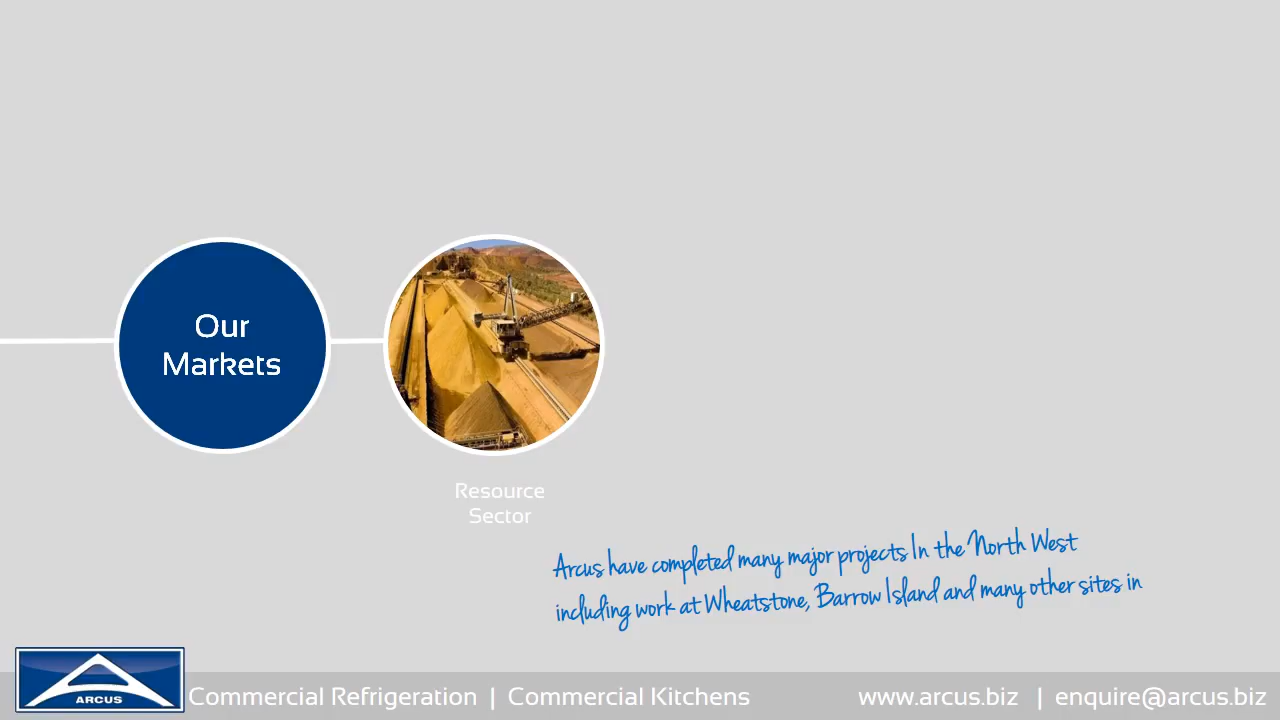 Our
Markets
Resource
Sector
Arcus have completed many major projects In the North West
including work at Wheatstone, Barrow Island and many other sites in
ARCUS
Commercial Refrigeration | Commercial Kitchens
www.arcus.biz | enquire@arcus.biz